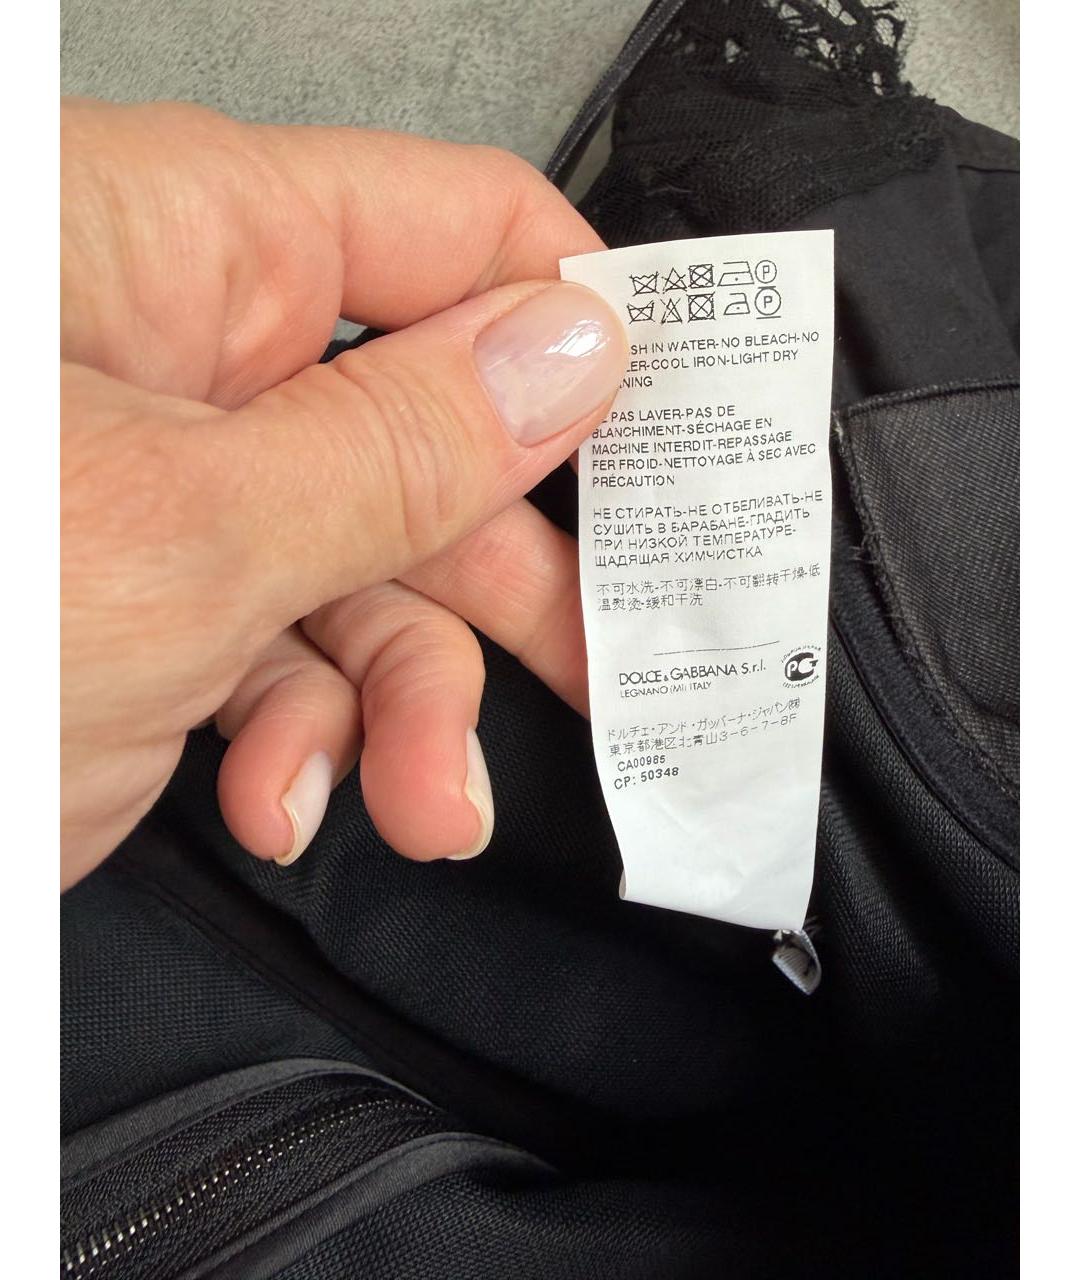 SH IN WATER-NO BLEACH-NO
LER-COOL IRON-LIGHT DRY
NING
PAS LAVER-PAS DE
BLANCHIMENT-SÉCHAGE EN
MACHINE INTERDIT-REPASSAGE
FER FROID-NETTOYAGE À SEC AVEC
PRÉCAUTION
НЕ СТИРАТЬ-НЕ ОТБЕЛИВАТЬ-НЕ
СУШИТЬ В БАРАБАНЕ-ГЛАДИТЬ
ПРИ НИЗКОЙ ТЕМПЕРАТУРЕ-
ЩАДЯЩАЯ ХИМЧИСТКА
不可水洗-不可漂白-不可翻转干燥-低
温熨烫-缓和干洗
DOLCE & GABBANA S.r.l.
LEGNANO (MI) ITALY
ドルチェ・アンド・ガッバーナ・ジャパン㈱
東京都港区北青山3-6-7-8F
CA00985
CP: 50348